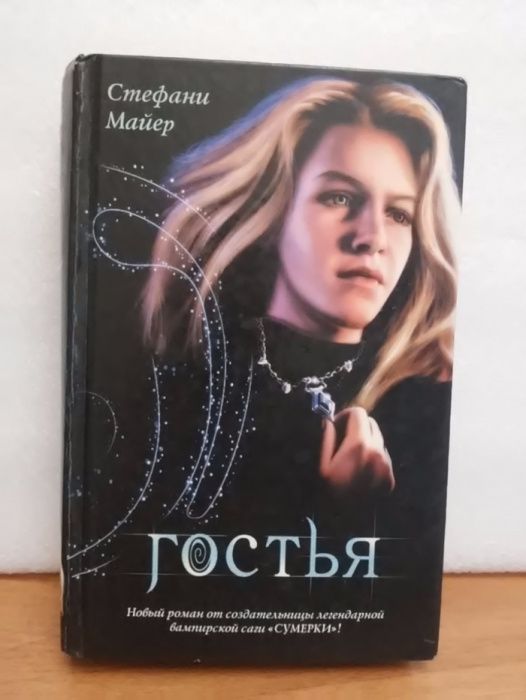 Стефани
Майер
ГОСТЬЯ
Новый роман от создательницы легендарной
вампирской саги «СУМЕРКИ»!